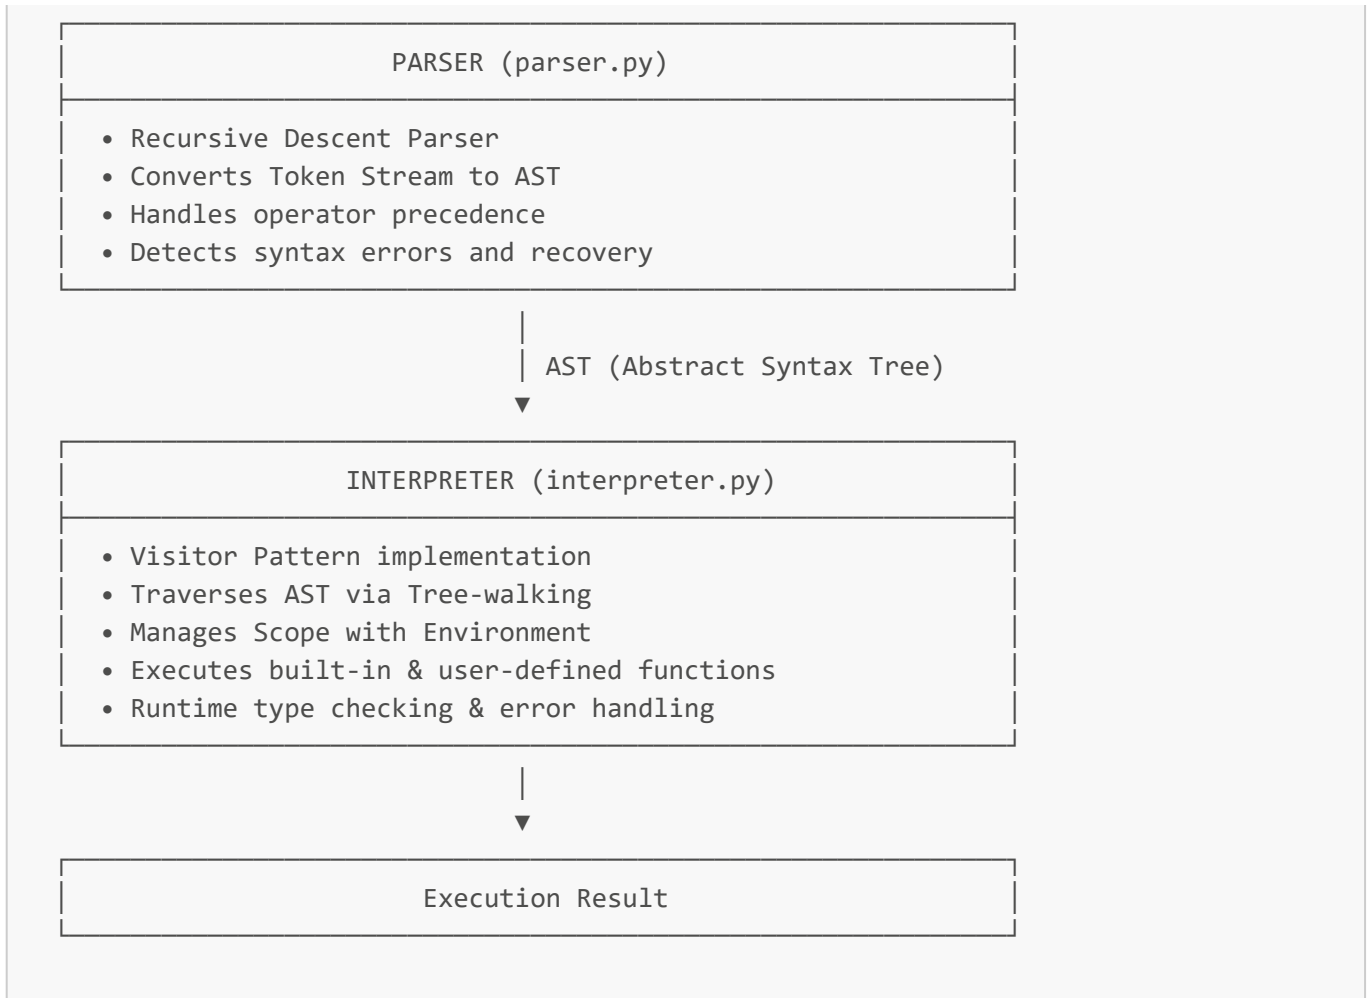 PARSER (parser.py)
• Recursive Descent Parser
• Converts Token Stream to AST
• Handles operator precedence
• Detects syntax errors and recovery
AST (Abstract Syntax Tree)
INTERPRETER (interpreter.py)
• Visitor Pattern implementation
• Traverses AST via Tree-walking
• Manages Scope with Environment
• Executes built-in & user-defined functions
• Runtime type checking & error handling
Execution Result